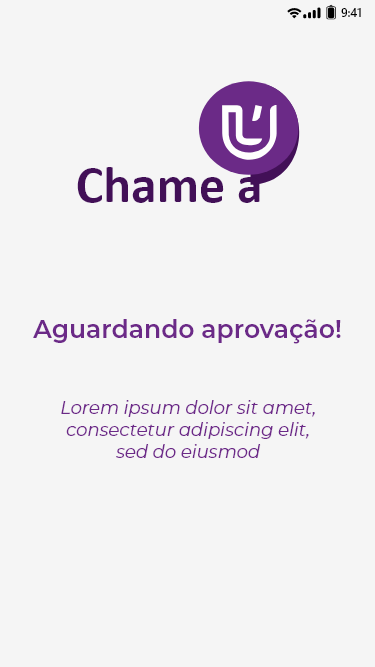 9:41
Chame a U
Aguardando aprovação!
Lorem ipsum dolor sit amet,
consectetur adipiscing elit,
sed do eiusmod